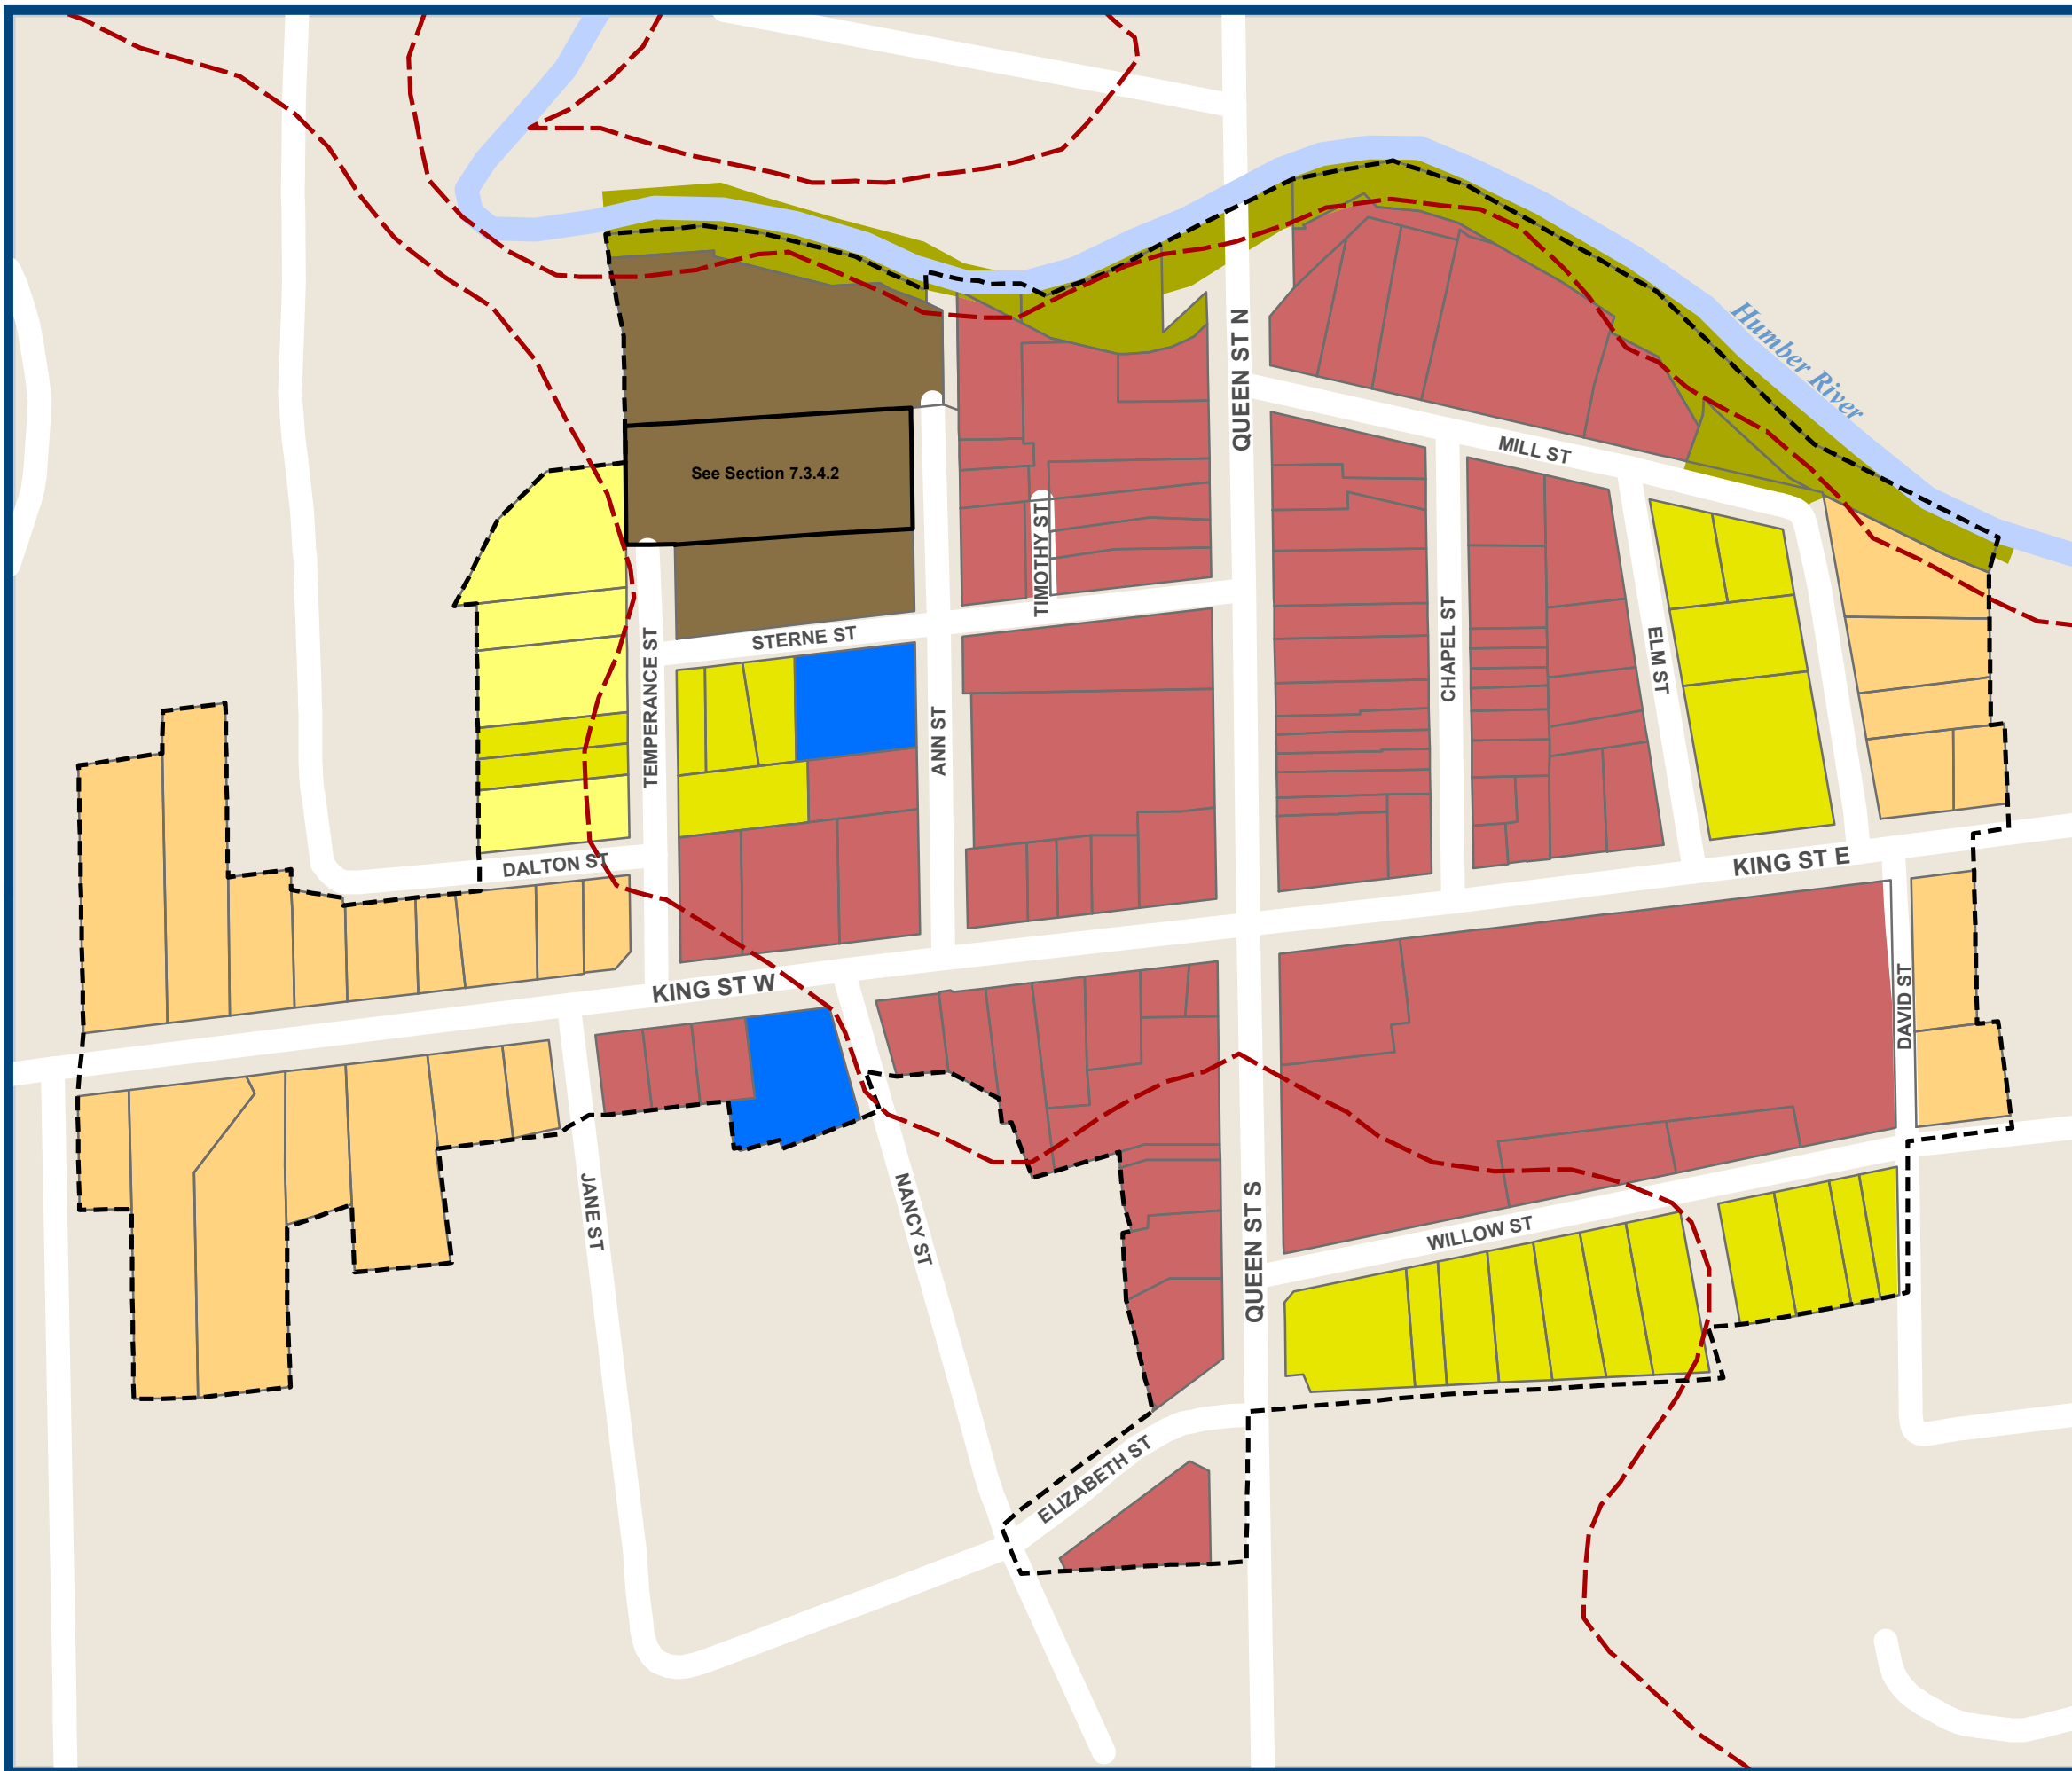 Humber River
QUEEN ST N
MILL ST
See Section 7.3.4.2
TIMOTHY ST
STERNE ST
TEMPERANCE ST
ANN ST
CHAPEL ST
ELM ST
DALTON ST
KING ST E
KING ST W
DAVID ST
JANE ST
NANCY ST
QUEEN ST S
WILLOW ST
ELIZABETH ST